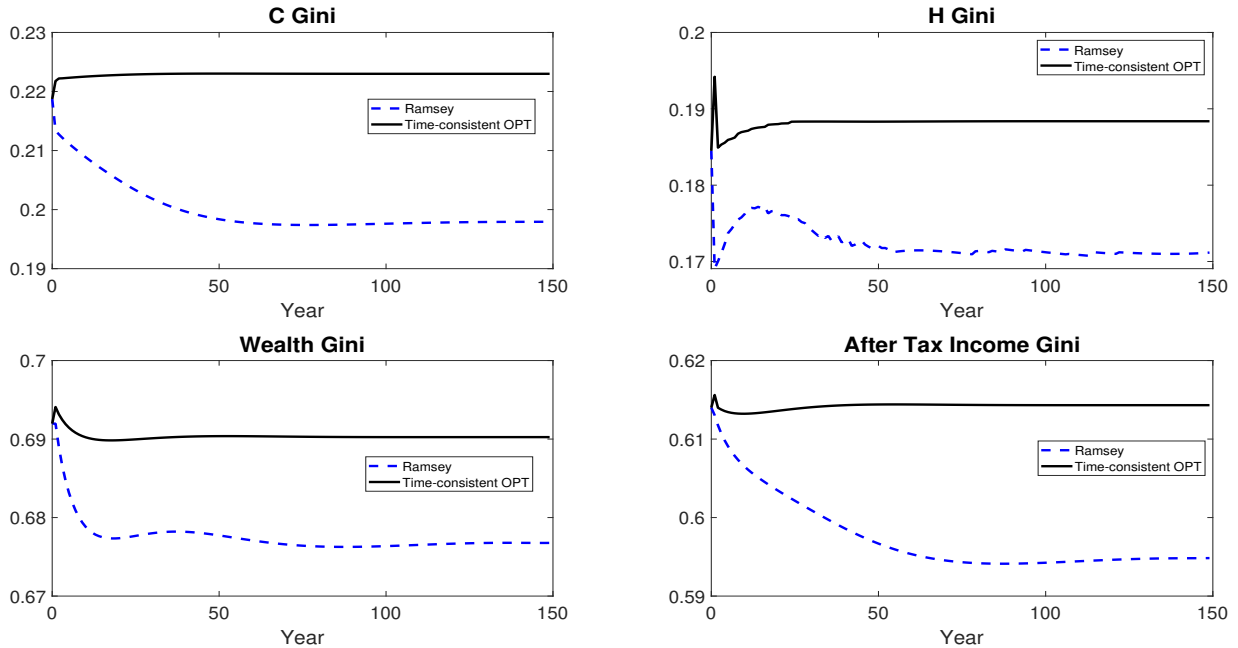 C Gini
0.23
0.22
0.21
0.2
0.19
0
50
100
150
Year
Ramsey
Time-consistent OPT
H Gini
0.2
0.19
0.18
0.17
0
50
100
150
Year
Ramsey
Time-consistent OPT
Wealth Gini
0.7
0.69
0.68
0.67
0
50
100
150
Year
Ramsey
Time-consistent OPT
After Tax Income Gini
0.62
0.61
0.6
0.59
0
50
100
150
Year
Ramsey
Time-consistent OPT